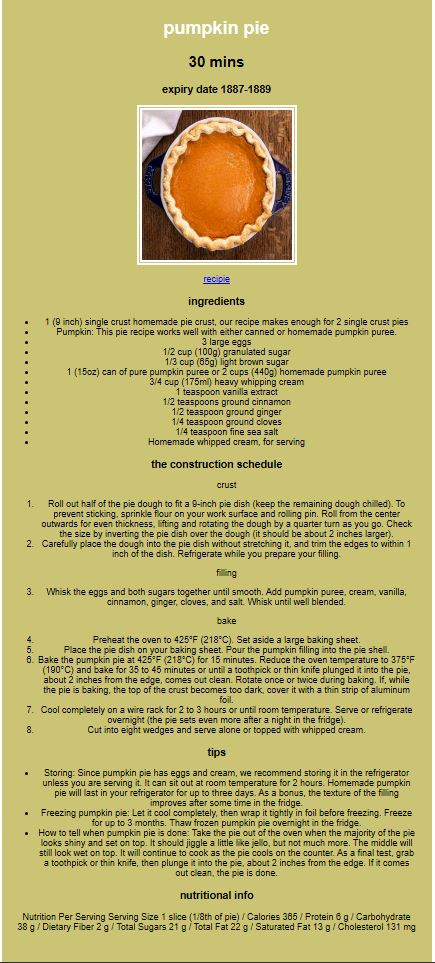 pumpkin pie
30 mins
expiry date 1887-1889
recipie
ingredients
1 (9 inch) single crust homemade pie crust, our recipe makes enough for 2 single crust pies
Pumpkin: This pie recipe works well with either canned or homemade pumpkin puree.
3 large eggs
1/2 cup (100g) granulated sugar
1/3 cup (65g) light brown sugar
1 (15oz) can of pure pumpkin puree or 2 cups (440g) homemade pumpkin puree
3/4 cup (175ml) heavy whipping cream
1 teaspoon vanilla extract
1/2 teaspoons ground cinnamon
1/2 teaspoon ground ginger
1/4 teaspoon ground cloves
1/4 teaspoon fine sea salt
Homemade whipped cream, for serving
the construction schedule
crust
1. Roll out half of the pie dough to fit a 9-inch pie dish (keep the remaining dough chilled). To
prevent sticking, sprinkle flour on your work surface and rolling pin. Roll from the center
outwards for even thickness, lifting and rotating the dough by a quarter turn as you go. Check
the size by inverting the pie dish over the dough (it should be about 2 inches larger).
2. Carefully place the dough into the pie dish without stretching it, and trim the edges to within 1
inch of the dish. Refrigerate while you prepare your filling.
filling
3. Whisk the eggs and both sugars together until smooth. Add pumpkin puree, cream, vanilla,
cinnamon, ginger, cloves, and salt. Whisk until well blended.
bake
4. Preheat the oven to 425°F (218°C). Set aside a large baking sheet.
5. Place the pie dish on your baking sheet. Pour the pumpkin filling into the pie shell.
6. Bake the pumpkin pie at 425°F (218°C) for 15 minutes. Reduce the oven temperature to 375°F
(190°C) and bake for 35 to 45 minutes or until a toothpick or thin knife plunged it into the pie,
about 2 inches from the edge, comes out clean. Rotate once or twice during baking. If, while
the pie is baking, the top of the crust becomes too dark, cover it with a thin strip of aluminum
foil.
7. Cool completely on a wire rack for 2 to 3 hours or until room temperature. Serve or refrigerate
overnight (the pie sets even more after a night in the fridge).
8. Cut into eight wedges and serve alone or topped with whipped cream.
tips
Storing: Since pumpkin pie has eggs and cream, we recommend storing it in the refrigerator
unless you are serving it. It can sit out at room temperature for 2 hours. Homemade pumpkin
pie will last in your refrigerator for up to three days. As a bonus, the texture of the filling
improves after some time in the fridge.
Freezing pumpkin pie: Let it cool completely, then wrap it tightly in foil before freezing. Freeze
for up to 3 months. Thaw frozen pumpkin pie overnight in the fridge.
How to tell when pumpkin pie is done: Take the pie out of the oven when the majority of the pie
looks shiny and set on top. It should jiggle a little like jello, but not much more. The middle will
still look wet on top. It will continue to cook as the pie cools on the counter. As a final test, grab
a toothpick or thin knife, then plunge it into the pie, about 2 inches from the edge. If it comes
out clean, the pie is done.
nutritional info
Nutrition Per Serving Serving Size 1 slice (1/8th of pie) / Calories 365 / Protein 6 g / Carbohydrate
38 g / Dietary Fiber 2 g / Total Sugars 21 g / Total Fat 22 g / Saturated Fat 13 g / Cholesterol 131 mg